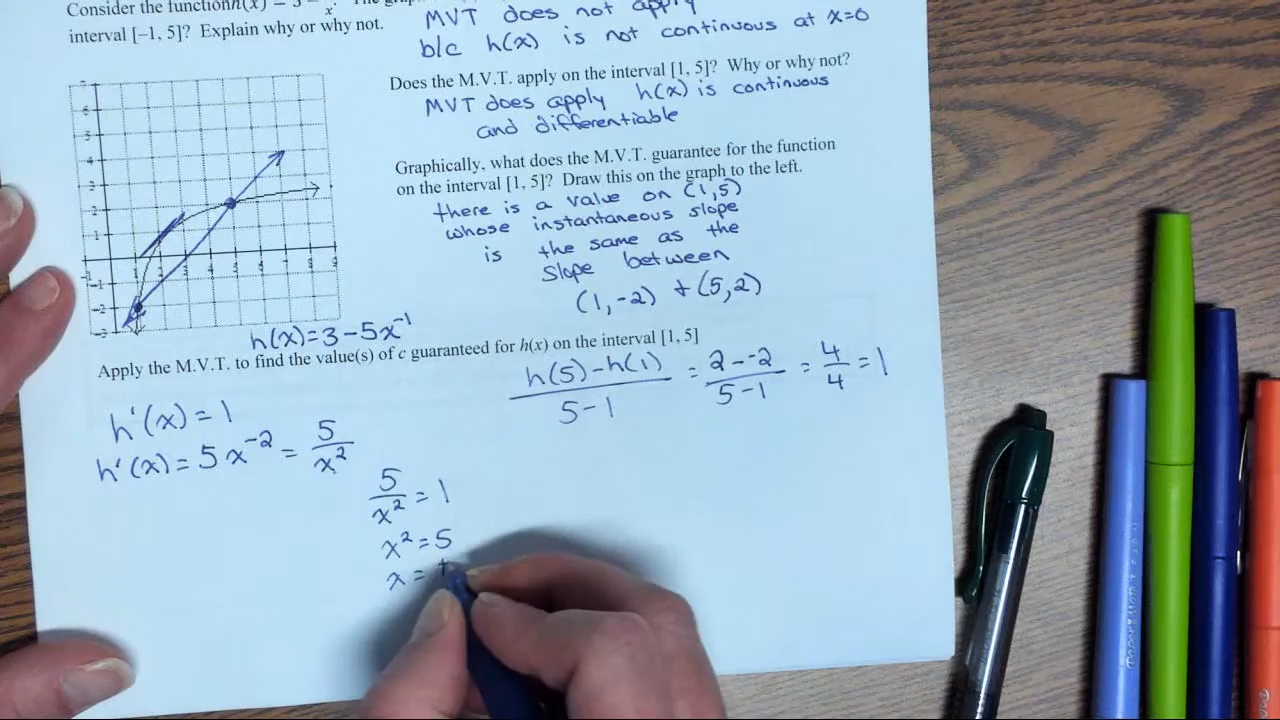 Consider the function h(x) = 3 - x
interval [−1, 5]? Explain why or why not.
MVT does not apply
b/c h(x) is not continuous at x=0
Does the M.V.T. apply on the interval [1, 5]? Why or why not?
MVT does apply h(x) is continuous
and differentiable
Graphically, what does the M.V.T. guarantee for the function
on the interval [1, 5]? Draw this on the graph to the left.
there is a value on (1,5)
whose instantaneous slope
is the same as the
slope between
(1,-2) + (5,2)
h(x)=3-5x⁻¹
Apply the M.V.T. to find the value(s) of c guaranteed for h(x) on the interval [1, 5]
h(5)-h(1) / 5-1 = 2--2 / 5-1 = 4/4 = 1
h'(x) = 1
h'(x) = 5x⁻² = 5/x²
5/x² = 1
x² = 5
x =